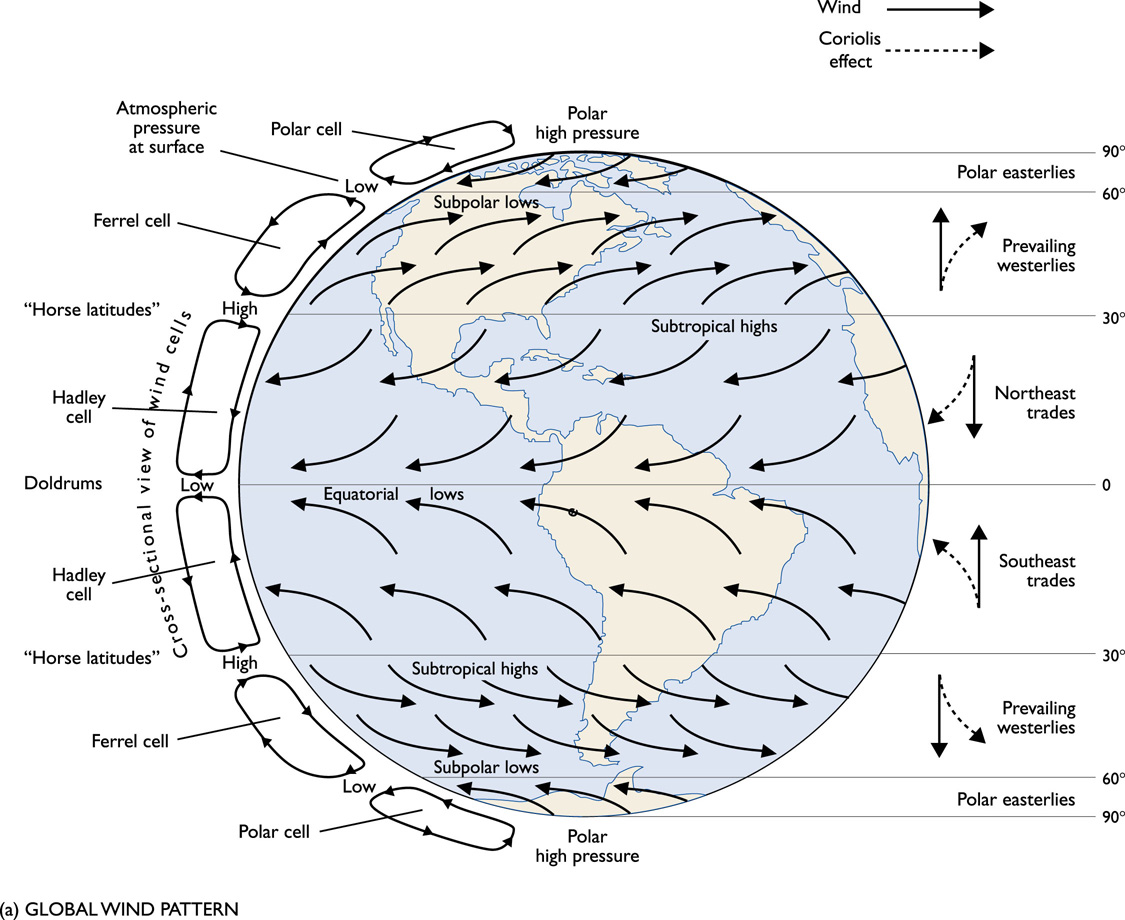 Wind
Coriolis
effect
Atmospheric
pressure
at surface
Polar cell
Polar
high pressure
90°
Polar easterlies
Low
60°
Subpolar lows
Ferrel cell
Prevailing
westerlies
"Horse latitudes"
High
30°
Subtropical highs
Cross-sectional view of wind cells
Hadley
cell
Northeast
trades
Doldrums
Low
0
Equatorial lows
Hadley
cell
Southeast
trades
"Horse latitudes"
High
30°
Subtropical highs
Ferrel cell
Prevailing
westerlies
Subpolar lows
60°
Low
Polar easterlies
90°
Polar cell
Polar
high pressure
(a) GLOBAL WIND PATTERN